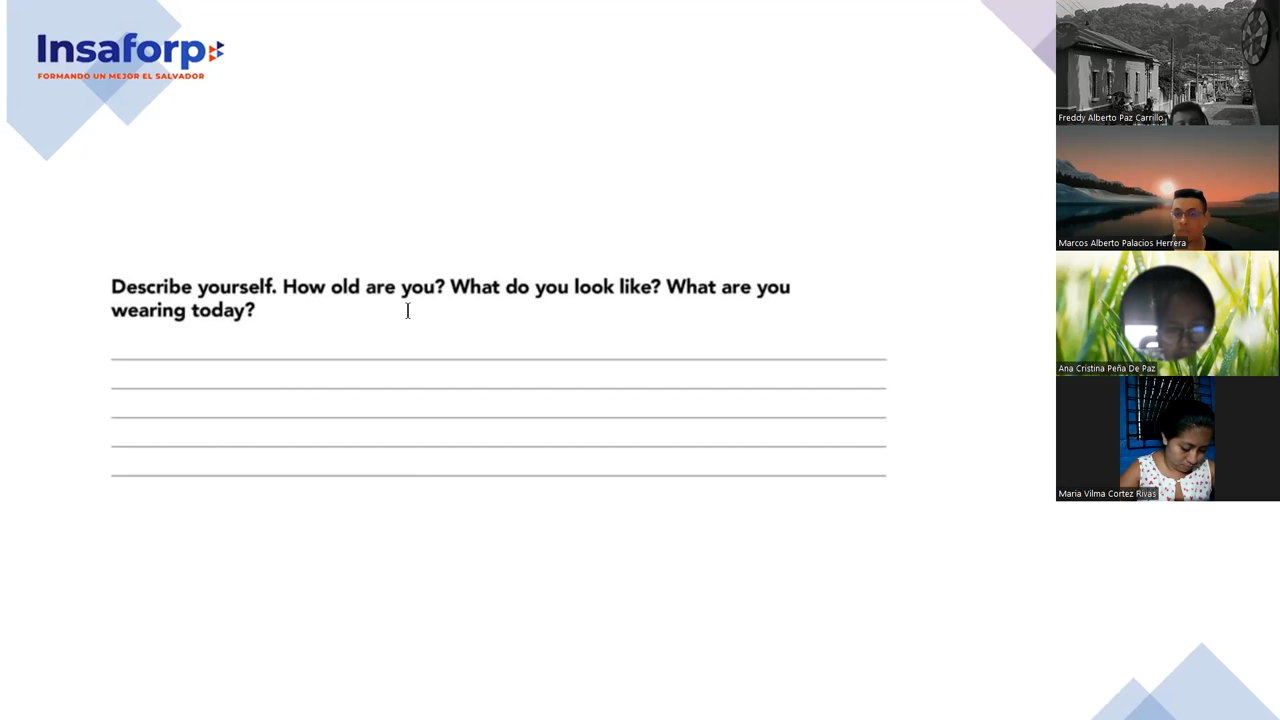 Insaforp
FORMANDO UN MEJOR EL SALVADOR
Describe yourself. How old are you? What do you look like? What are you
wearing today?
Freddy Alberto Paz Carrillo
Marcos Alberto Palacios Herrera
Ana Cristina Peña De Paz
Maria Vilma Cortez Rivas